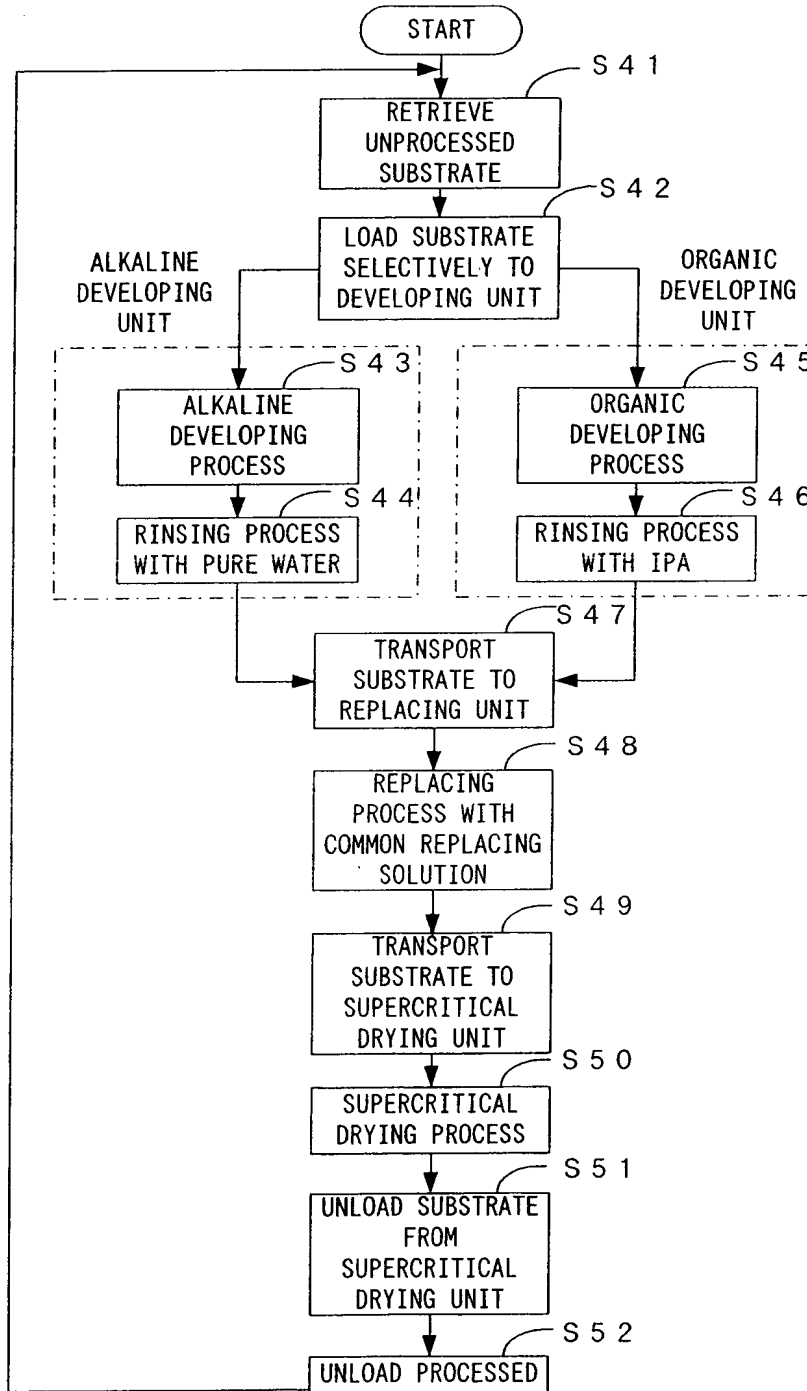 START
S41
RETRIEVE
UNPROCESSED
SUBSTRATE
S42
LOAD SUBSTRATE
SELECTIVELY TO
DEVELOPING UNIT
ALKALINE
DEVELOPING
UNIT
ORGANIC
DEVELOPING
UNIT
S43
ALKALINE
DEVELOPING
PROCESS
S44
RINSING PROCESS
WITH PURE WATER
S45
ORGANIC
DEVELOPING
PROCESS
S46
RINSING PROCESS
WITH IPA
S47
TRANSPORT
SUBSTRATE TO
REPLACING UNIT
S48
REPLACING
PROCESS WITH
COMMON REPLACING
SOLUTION
S49
TRANSPORT
SUBSTRATE TO
SUPERCRITICAL
DRYING UNIT
S50
SUPERCRITICAL
DRYING PROCESS
S51
UNLOAD SUBSTRATE
FROM
SUPERCRITICAL
DRYING UNIT
S52
UNLOAD PROCESSED